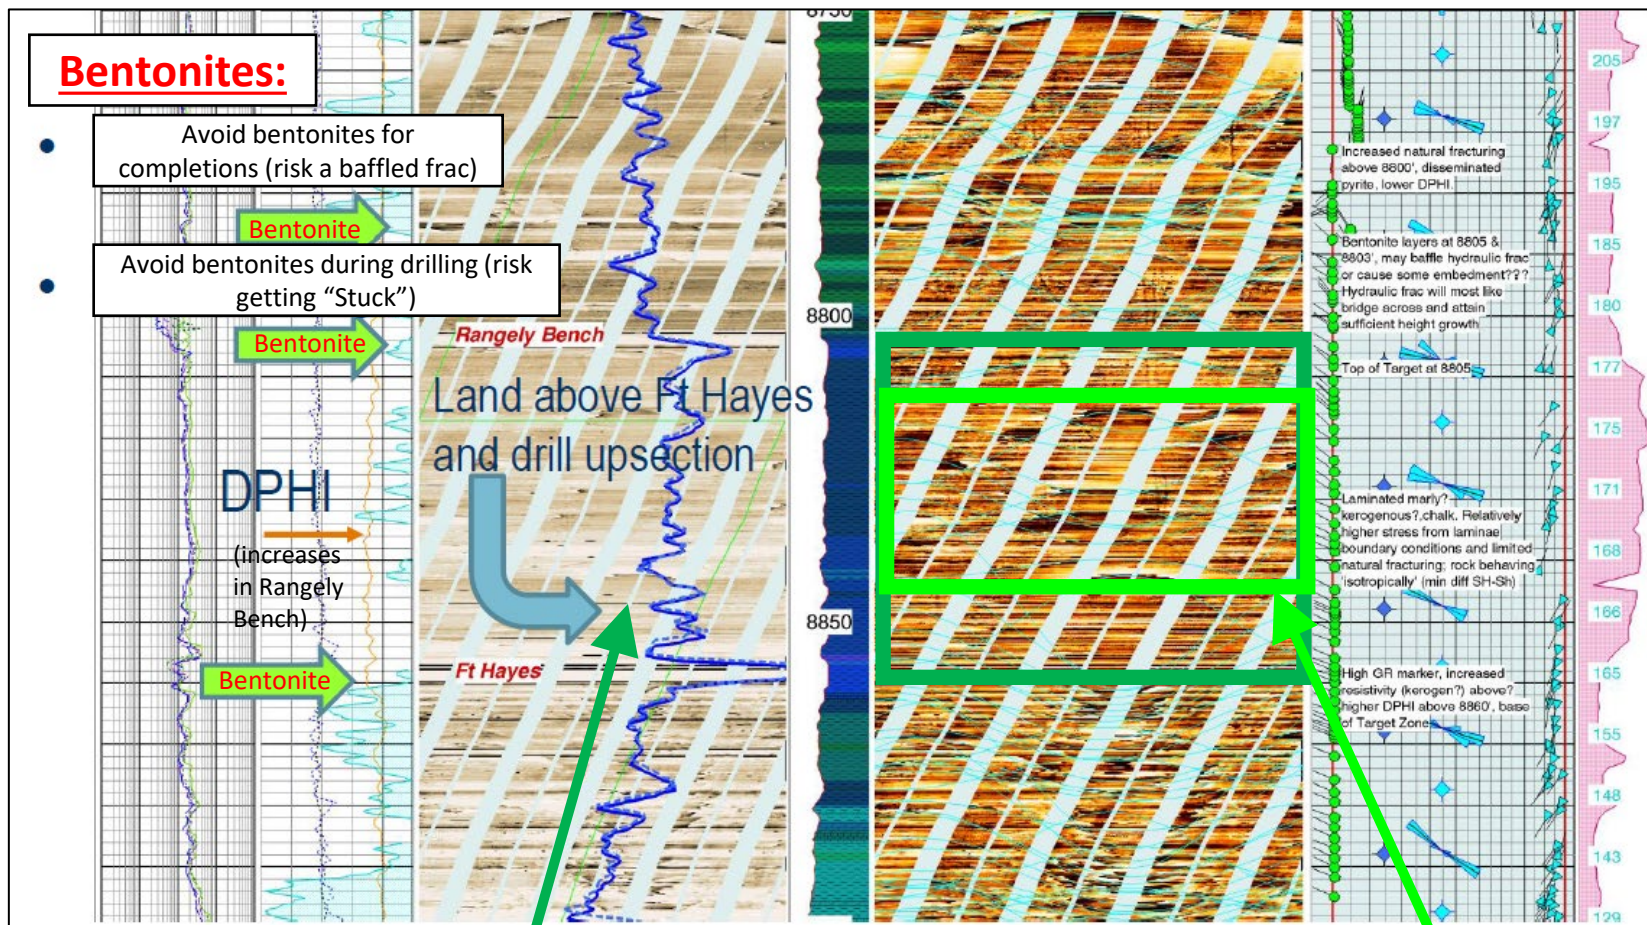 Bentonites:
Avoid bentonites for
completions (risk a baffled frac)
Bentonite
Avoid bentonites during drilling (risk
getting “Stuck”)
Bentonite
DPHI
(increases
in Rangely
Bench)
Bentonite
Rangely Bench
Land above Ft Hayes
and drill upsection
Ft Hayes
8750
8800
8850
Increased natural fracturing
above 8800', disseminated
pyrite, lower DPHI.
Bentonite layers at 8805 &
8803', may baffle hydraulic frac
or cause some embedment???
Hydraulic frac will most like
bridge across and attain
sufficient height growth
Top of Target at 8805
Laminated marly?
kerogenous?,chalk. Relatively
higher stress from laminae
boundary conditions and limited
natural fracturing; rock behaving
'isotropically' (min diff SH-Sh)
High GR marker, increased
resistivity (kerogen?) above?
higher DPHI above 8860', base
of Target Zone
205
197
195
185
180
177
175
171
168
166
165
155
148
143
129